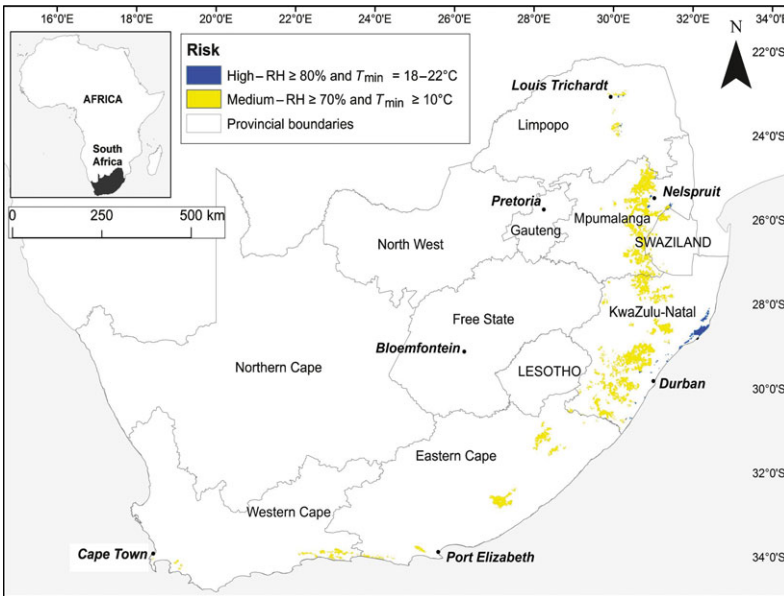 16°0'E
18°0'E
20°0'E
22°0'E
24°0'E
26°0'E
28°0'E
30°0'E
32°0'E
34°0'E
N
AFRICA
South
Africa
Risk
High–RH ≥ 80% and Tmin = 18–22°C
Medium–RH ≥ 70% and Tmin ≥ 10°C
Provincial boundaries
0 250 500 km
22°0'S
24°0'S
26°0'S
28°0'S
30°0'S
32°0'S
34°0'S
Louis Trichardt
Limpopo
Nelspruit
Pretoria
Mpumalanga
Gauteng
North West
SWAZILAND
Free State
KwaZulu-Natal
Bloemfontein
LESOTHO
Northern Cape
Durban
Eastern Cape
Western Cape
Cape Town
Port Elizabeth